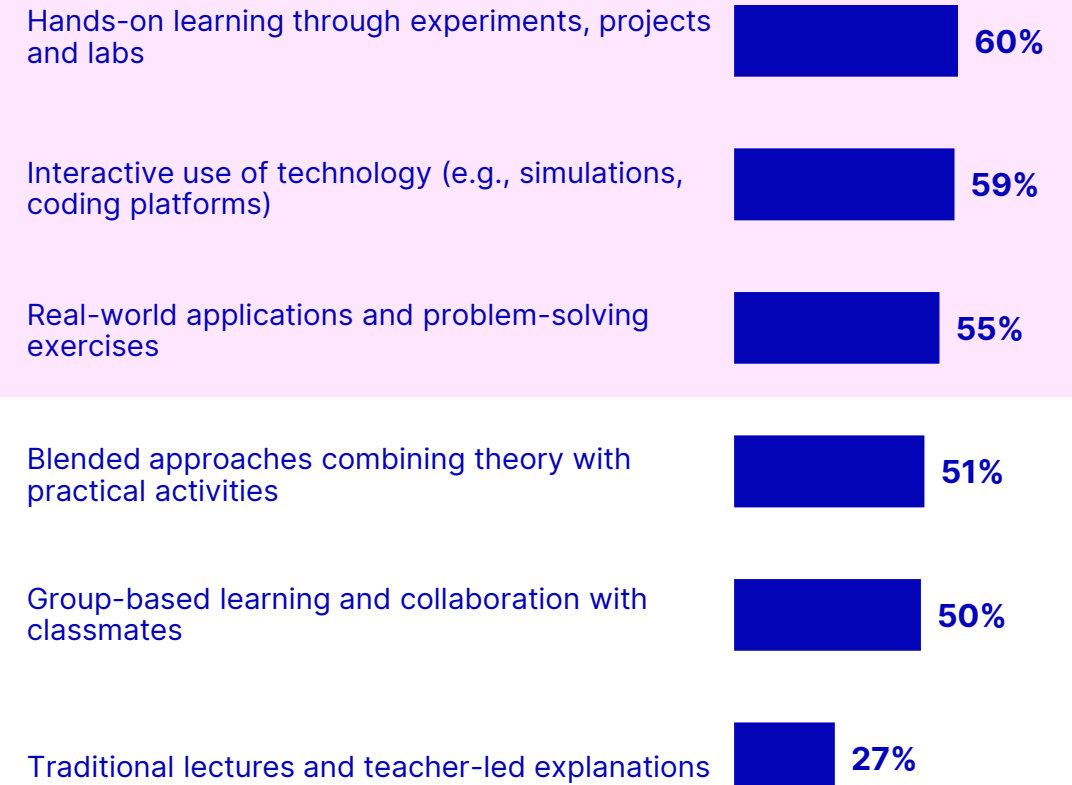 Hands-on learning through experiments, projects
and labs
60%
Interactive use of technology (e.g., simulations,
coding platforms)
59%
Real-world applications and problem-solving
exercises
55%
Blended approaches combining theory with
practical activities
51%
Group-based learning and collaboration with
classmates
50%
Traditional lectures and teacher-led explanations
27%